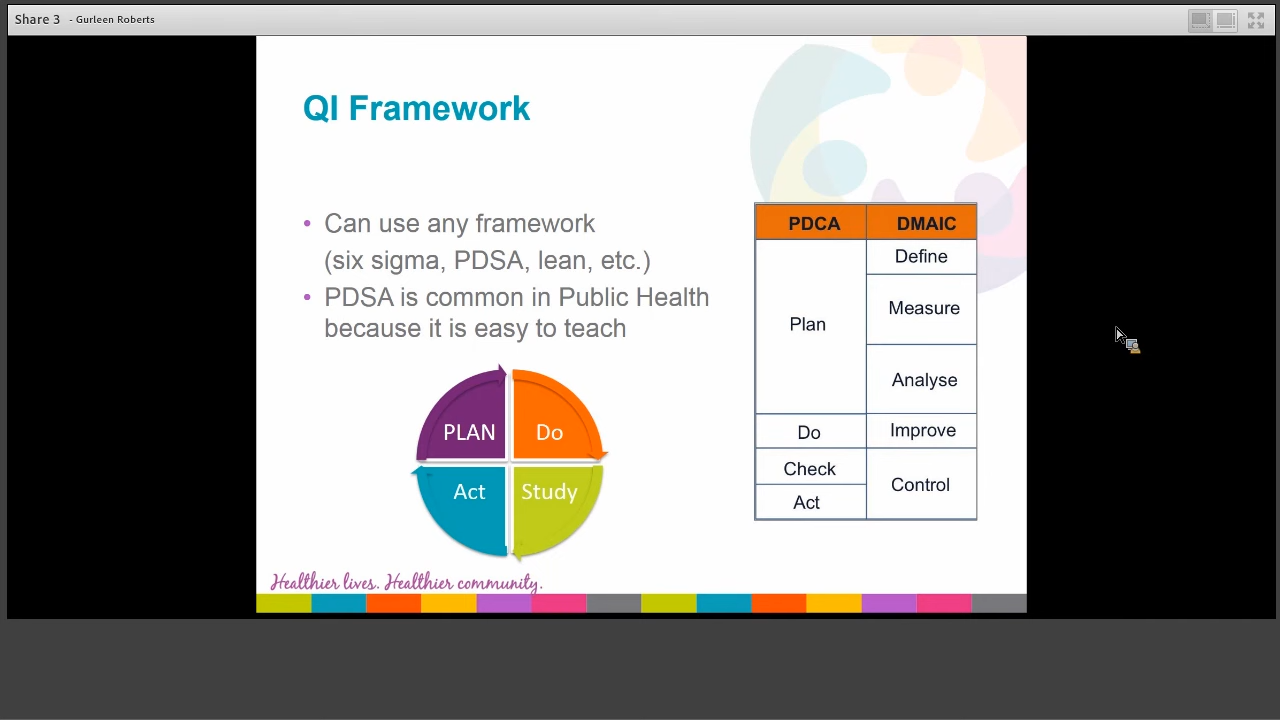 Share 3 - Gurleen Roberts
QI Framework
• Can use any framework
(six sigma, PDSA, lean, etc.)
• PDSA is common in Public Health
because it is easy to teach
PLAN Do
Act Study
PDCA DMAIC
Define
Measure
Plan
Analyse
Do Improve
Check
Control
Act
Healthier lives. Healthier community.